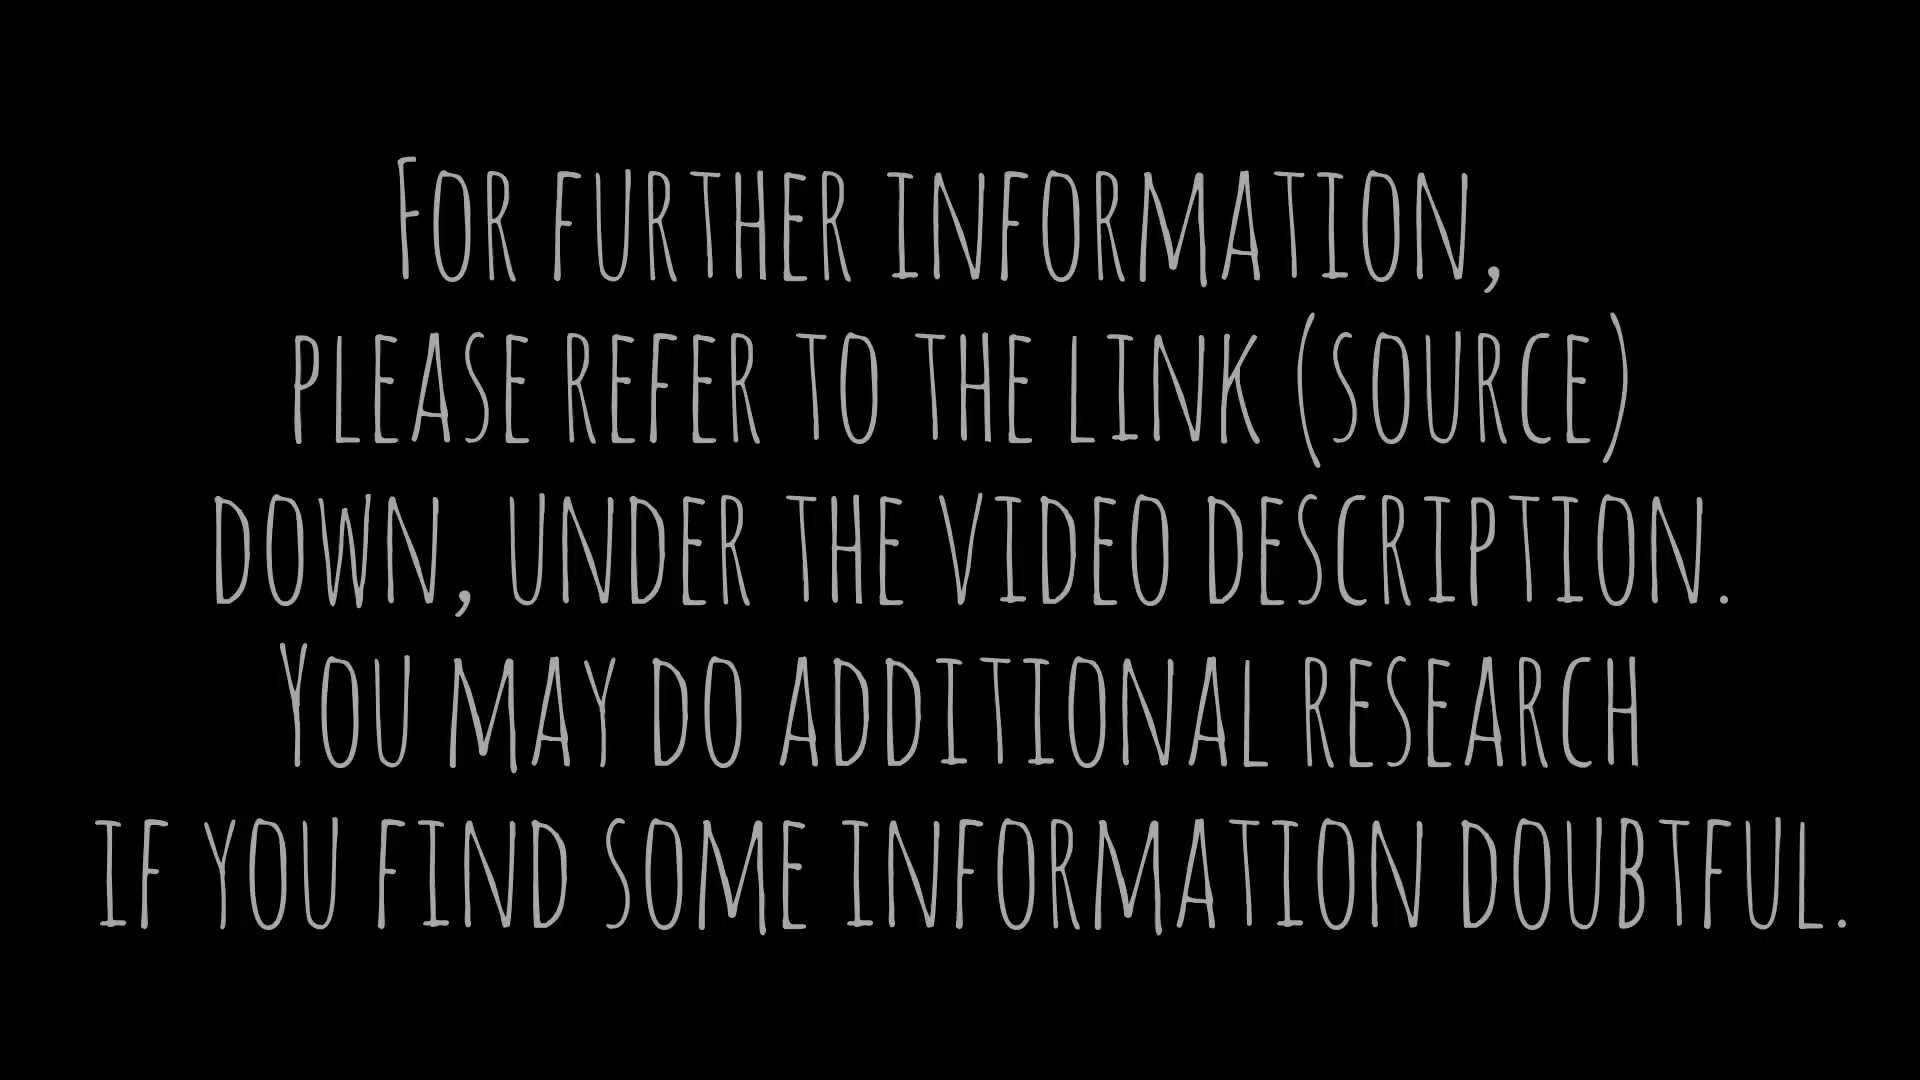 For further information,
please refer to the link (source)
down, under the video description.
You may do additional research
if you find some information doubtful.